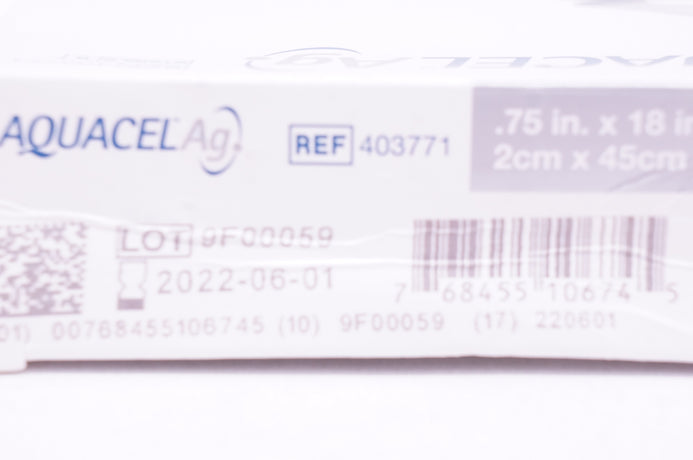 AQUACEL Ag
REF 403771
.75 in. x 18 in
2cm x 45cm
LOT 9F00059
2022-06-01
7 68455 10674 5
01) 00768455106745 (10) 9F00059 (17) 220601